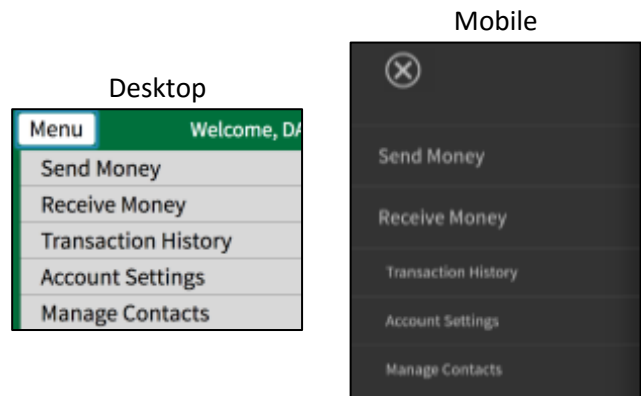 Desktop
Menu Welcome, DA
Send Money
Receive Money
Transaction History
Account Settings
Manage Contacts
Mobile
Send Money
Receive Money
Transaction History
Account Settings
Manage Contacts